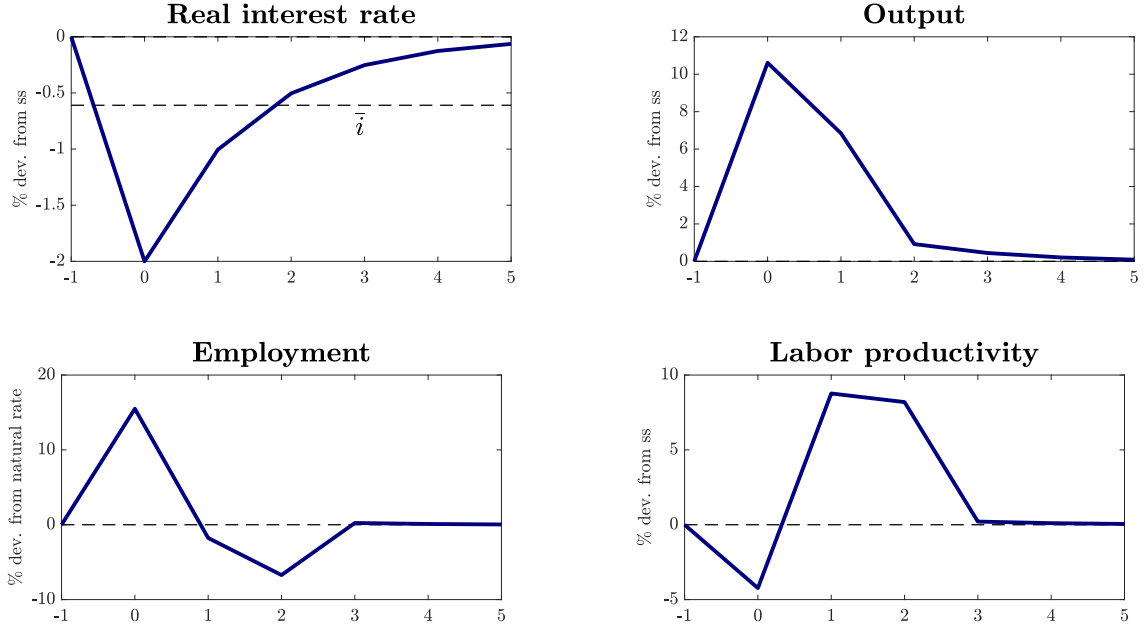 Real interest rate
% dev. from ss
0
-0.5
-1
-1.5
-2
i̅
-1 0 1 2 3 4 5
Output
% dev. from ss
12
10
8
6
4
2
0
-1 0 1 2 3 4 5
Employment
% dev. from natural rate
20
10
0
-10
-1 0 1 2 3 4 5
Labor productivity
% dev. from ss
10
5
0
-5
-1 0 1 2 3 4 5